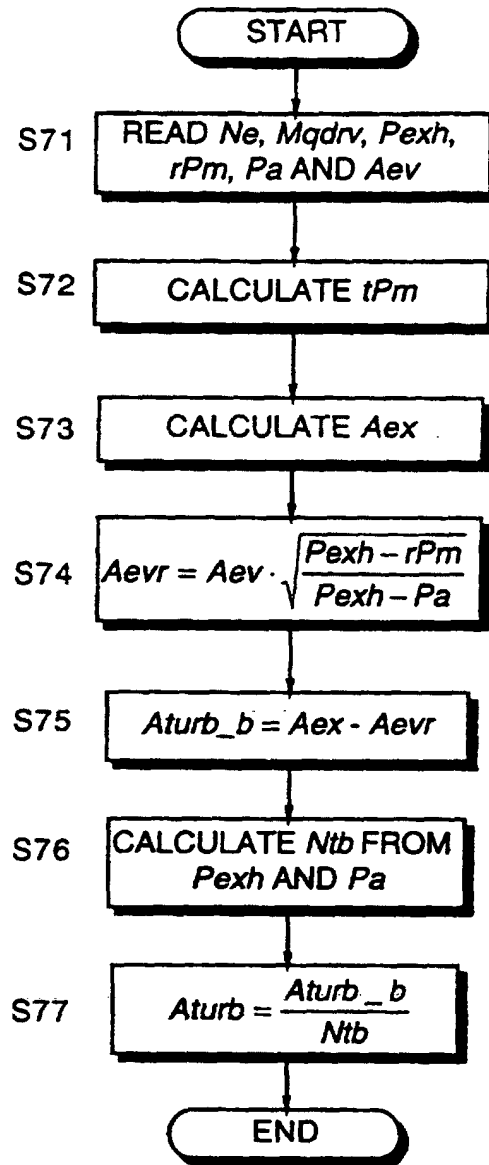 START
S71
READ Ne, Mqdrv, Pexh,
rPm, Pa AND Aev
S72
CALCULATE tPm
S73
CALCULATE Aex
S74
Aevr = Aev · √((Pexh – rPm) / (Pexh – Pa))
S75
Aturb_b = Aex - Aevr
S76
CALCULATE Ntb FROM
Pexh AND Pa
S77
Aturb = Aturb_b / Ntb
END